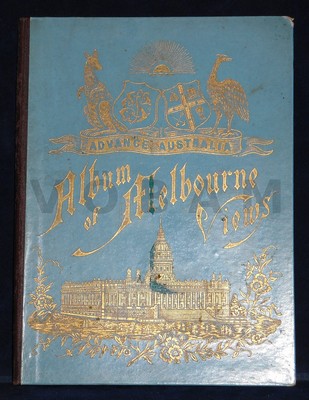 ADVANCE AUSTRALIA
Album
of Melbourne
Views